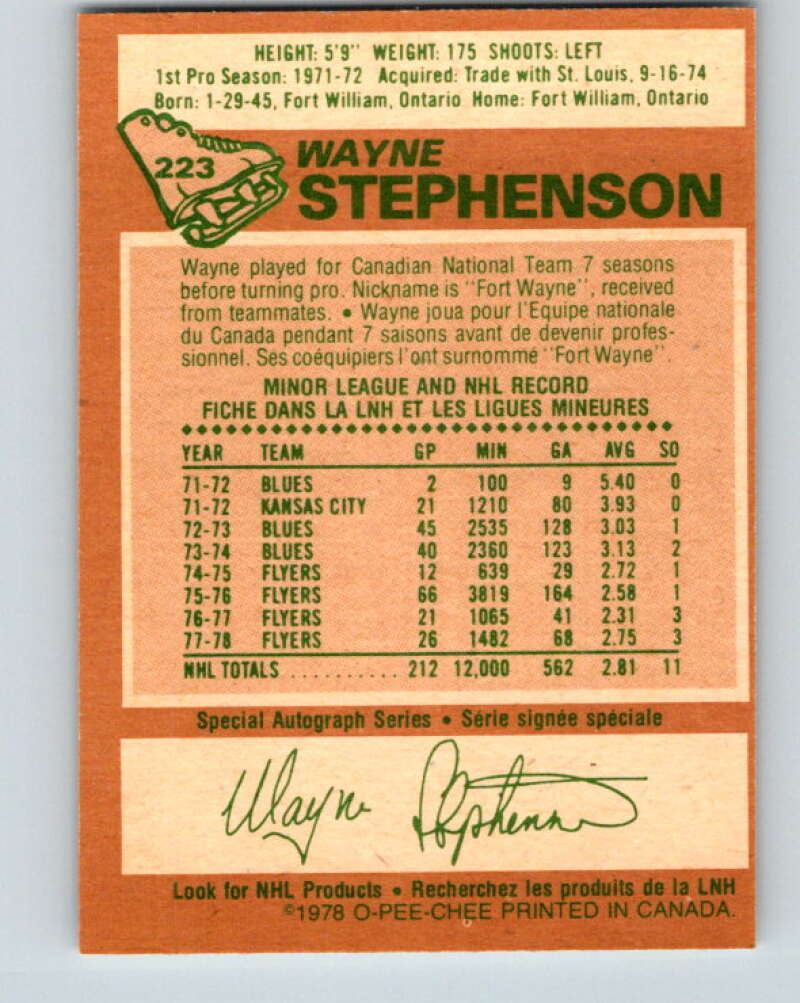 HEIGHT: 5'9" WEIGHT: 175 SHOOTS: LEFT
1st Pro Season: 1971-72 Acquired: Trade with St. Louis, 9-16-74
Born: 1-29-45, Fort William, Ontario Home: Fort William, Ontario
223
WAYNE
STEPHENSON
Wayne played for Canadian National Team 7 seasons
before turning pro. Nickname is "Fort Wayne", received
from teammates. • Wayne joua pour l'Equipe nationale
du Canada pendant 7 saisons avant de devenir profes-
sionnel. Ses coéquipiers l'ont surnommé "Fort Wayne".
MINOR LEAGUE AND NHL RECORD
FICHE DANS LA LNH ET LES LIGUES MINEURES
YEAR TEAM GP MIN GA AVG SO
71-72 BLUES 2 100 9 5.40 0
71-72 KANSAS CITY 21 1210 80 3.93 0
72-73 BLUES 45 2535 128 3.03 1
73-74 BLUES 40 2360 123 3.13 2
74-75 FLYERS 12 639 29 2.72 1
75-76 FLYERS 66 3819 164 2.58 1
76-77 FLYERS 21 1065 41 2.31 3
77-78 FLYERS 26 1482 68 2.75 3
NHL TOTALS .......... 212 12,000 562 2.81 11
Special Autograph Series • Série signée spéciale
Wayne Stephenson
Look for NHL Products • Recherchez les produits de la LNH
©1978 O-PEE-CHEE PRINTED IN CANADA.